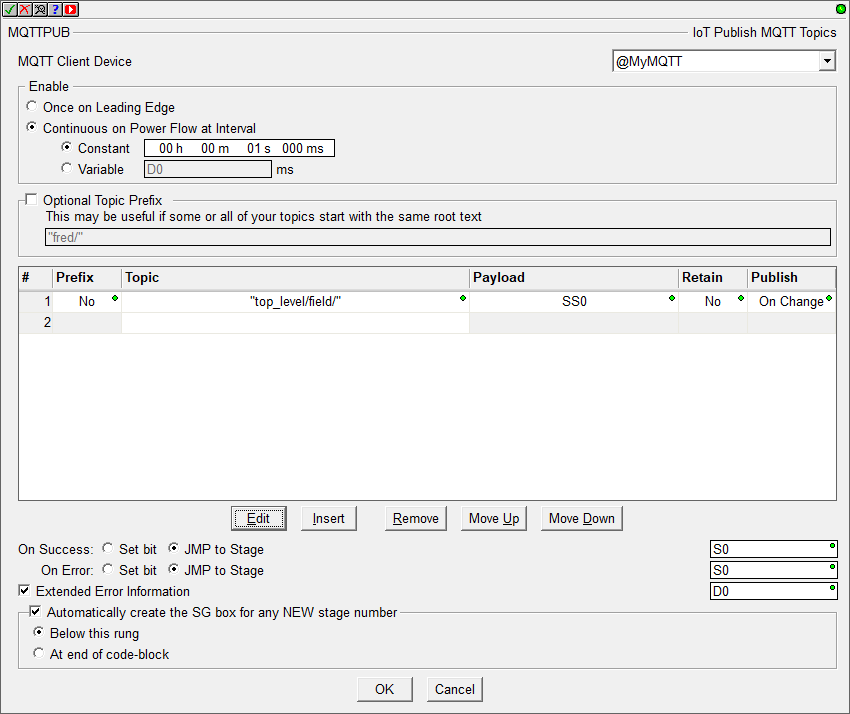 MQTTPUB IoT Publish MQTT Topics
MQTT Client Device @MyMQTT
Enable
Once on Leading Edge
Continuous on Power Flow at Interval
Constant 00 h 00 m 01 s 000 ms
Variable D0 ms
Optional Topic Prefix
This may be useful if some or all of your topics start with the same root text
"fred/"
# Prefix Topic Payload Retain Publish
1 No "top_level/field/" SS0 No On Change
2
Edit Insert Remove Move Up Move Down
On Success: Set bit JMP to Stage S0
On Error: Set bit JMP to Stage S0
Extended Error Information D0
Automatically create the SG box for any NEW stage number
Below this rung
At end of code-block
OK Cancel